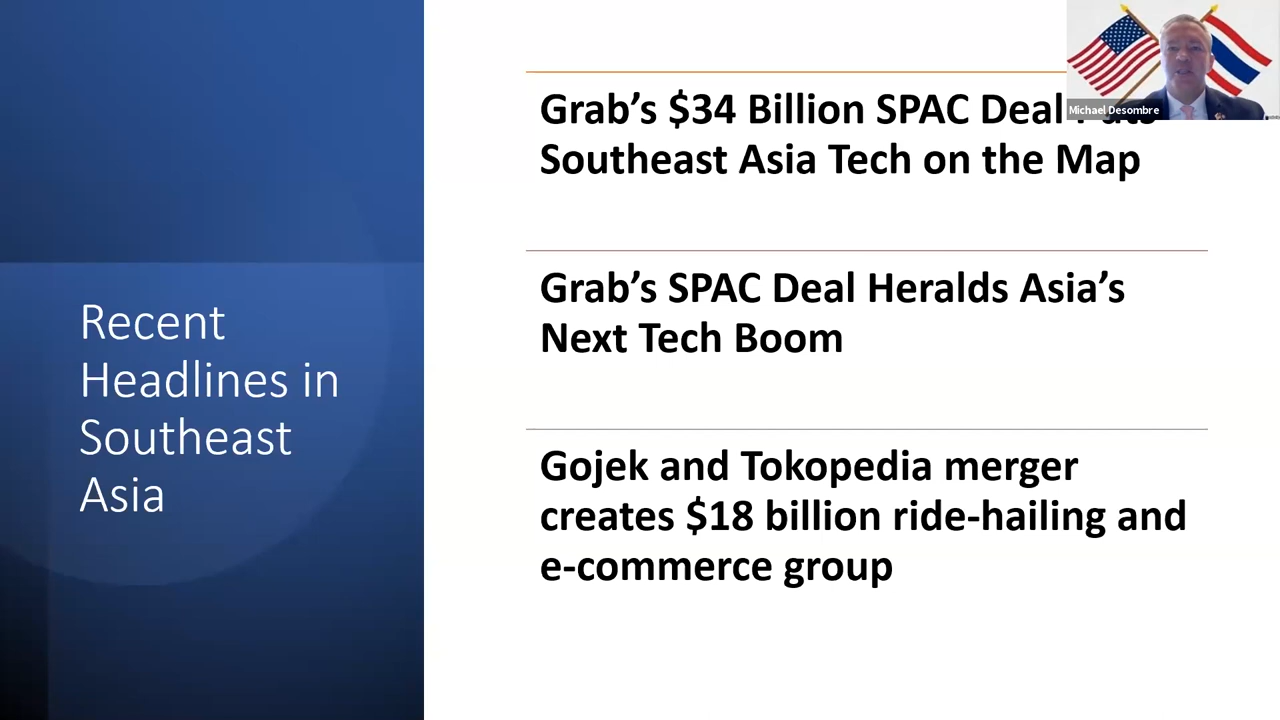 Recent
Headlines in
Southeast
Asia
Grab’s $34 Billion SPAC Deal
Southeast Asia Tech on the Map
Grab’s SPAC Deal Heralds Asia’s
Next Tech Boom
Gojek and Tokopedia merger
creates $18 billion ride-hailing and
e-commerce group
Michael Desombre